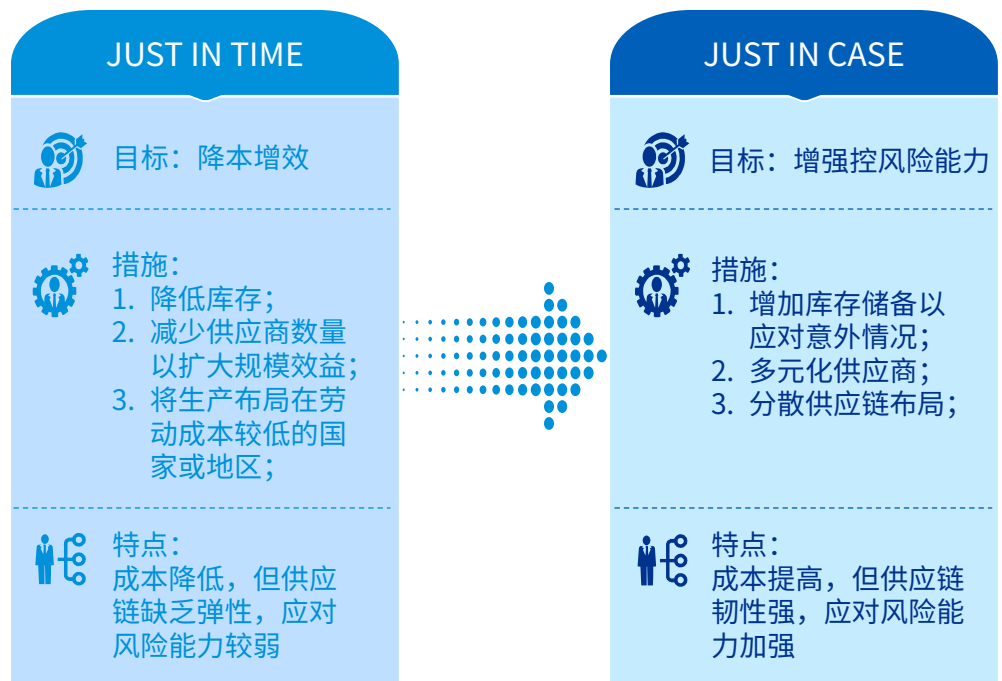 JUST IN TIME
目标：降本增效
措施：
1. 降低库存；
2. 减少供应商数量
以扩大规模效益；
3. 将生产布局在劳
动成本较低的国
家或地区；
特点：
成本降低，但供应
链缺乏弹性，应对
风险能力较弱
JUST IN CASE
目标：增强控风险能力
措施：
1. 增加库存储备以
应对意外情况；
2. 多元化供应商；
3. 分散供应链布局；
特点：
成本提高，但供应链
韧性强，应对风险能
力加强